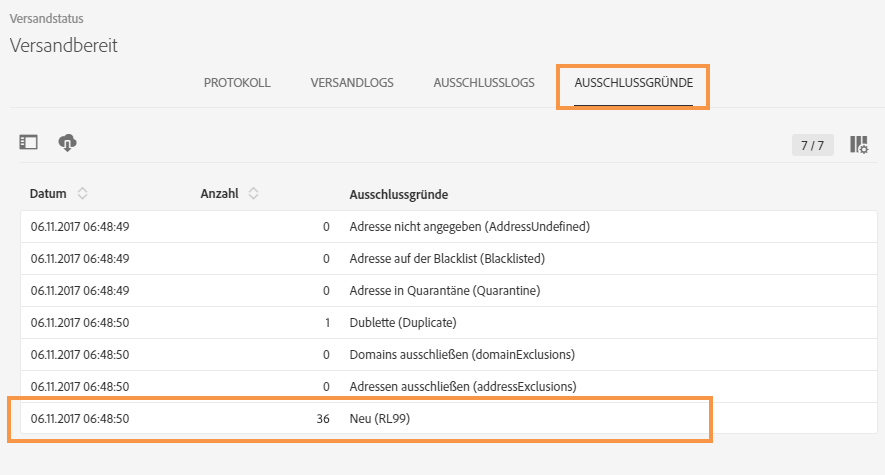 Versandstatus
Versandbereit
PROTOKOLL VERSANDLOGS AUSSCHLUSSLOGS AUSSCHLUSSGRÜNDE
7 / 7
Datum Anzahl Ausschlussgründe
06.11.2017 06:48:49 0 Adresse nicht angegeben (AddressUndefined)
06.11.2017 06:48:49 0 Adresse auf der Blacklist (Blacklisted)
06.11.2017 06:48:49 0 Adresse in Quarantäne (Quarantine)
06.11.2017 06:48:50 1 Dublette (Duplicate)
06.11.2017 06:48:50 0 Domains ausschließen (domainExclusions)
06.11.2017 06:48:50 0 Adressen ausschließen (addressExclusions)
06.11.2017 06:48:50 36 Neu (RL99)